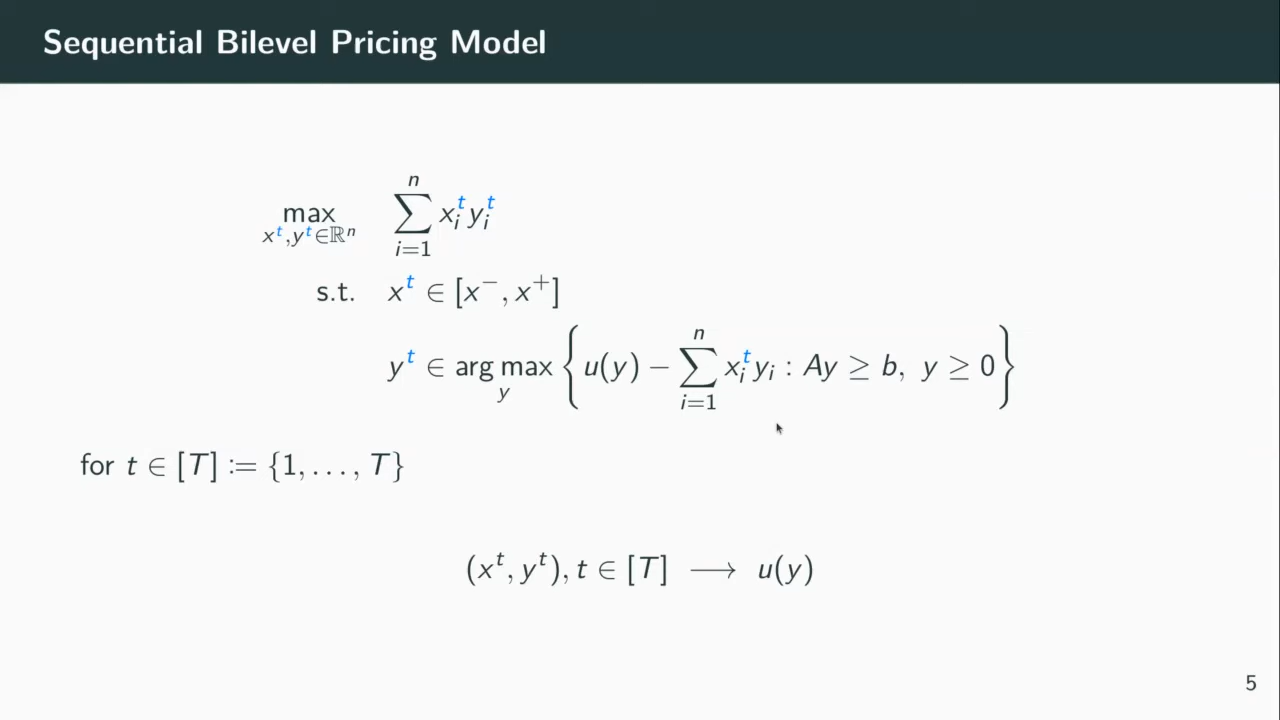 Sequential Bilevel Pricing Model
max_{x^t, y^t ∈ ℝ^n} ∑_{i=1}^{n} x_i^t y_i^t
s.t. x^t ∈ [x^−, x^+]
y^t ∈ arg max_y { u(y) − ∑_{i=1}^{n} x_i^t y_i : Ay ≥ b, y ≥ 0 }
for t ∈ [T] := {1, . . . , T}
(x^t, y^t), t ∈ [T] ⟶ u(y)
5